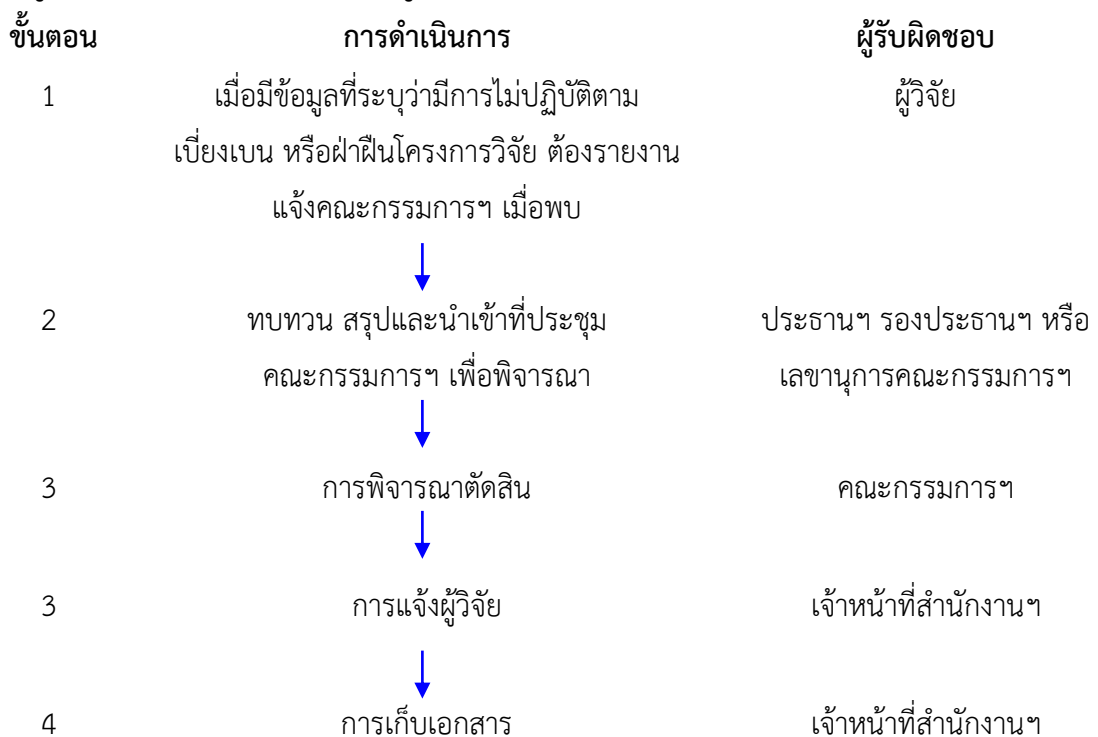 ขั้นตอน การดำเนินการ ผู้รับผิดชอบ
1 เมื่อมีข้อมูลที่ระบุว่ามีการไม่ปฏิบัติตาม ผู้วิจัย
เบี่ยงเบน หรือฝ่าฝืนโครงการวิจัย ต้องรายงาน
แจ้งคณะกรรมการฯ เมื่อพบ
2 ทบทวน สรุปและนำเข้าที่ประชุม ประธานฯ รองประธานฯ หรือ
คณะกรรมการฯ เพื่อพิจารณา เลขานุการคณะกรรมการฯ
3 การพิจารณาตัดสิน คณะกรรมการฯ
3 การแจ้งผู้วิจัย เจ้าหน้าที่สำนักงานฯ
4 การเก็บเอกสาร เจ้าหน้าที่สำนักงานฯ